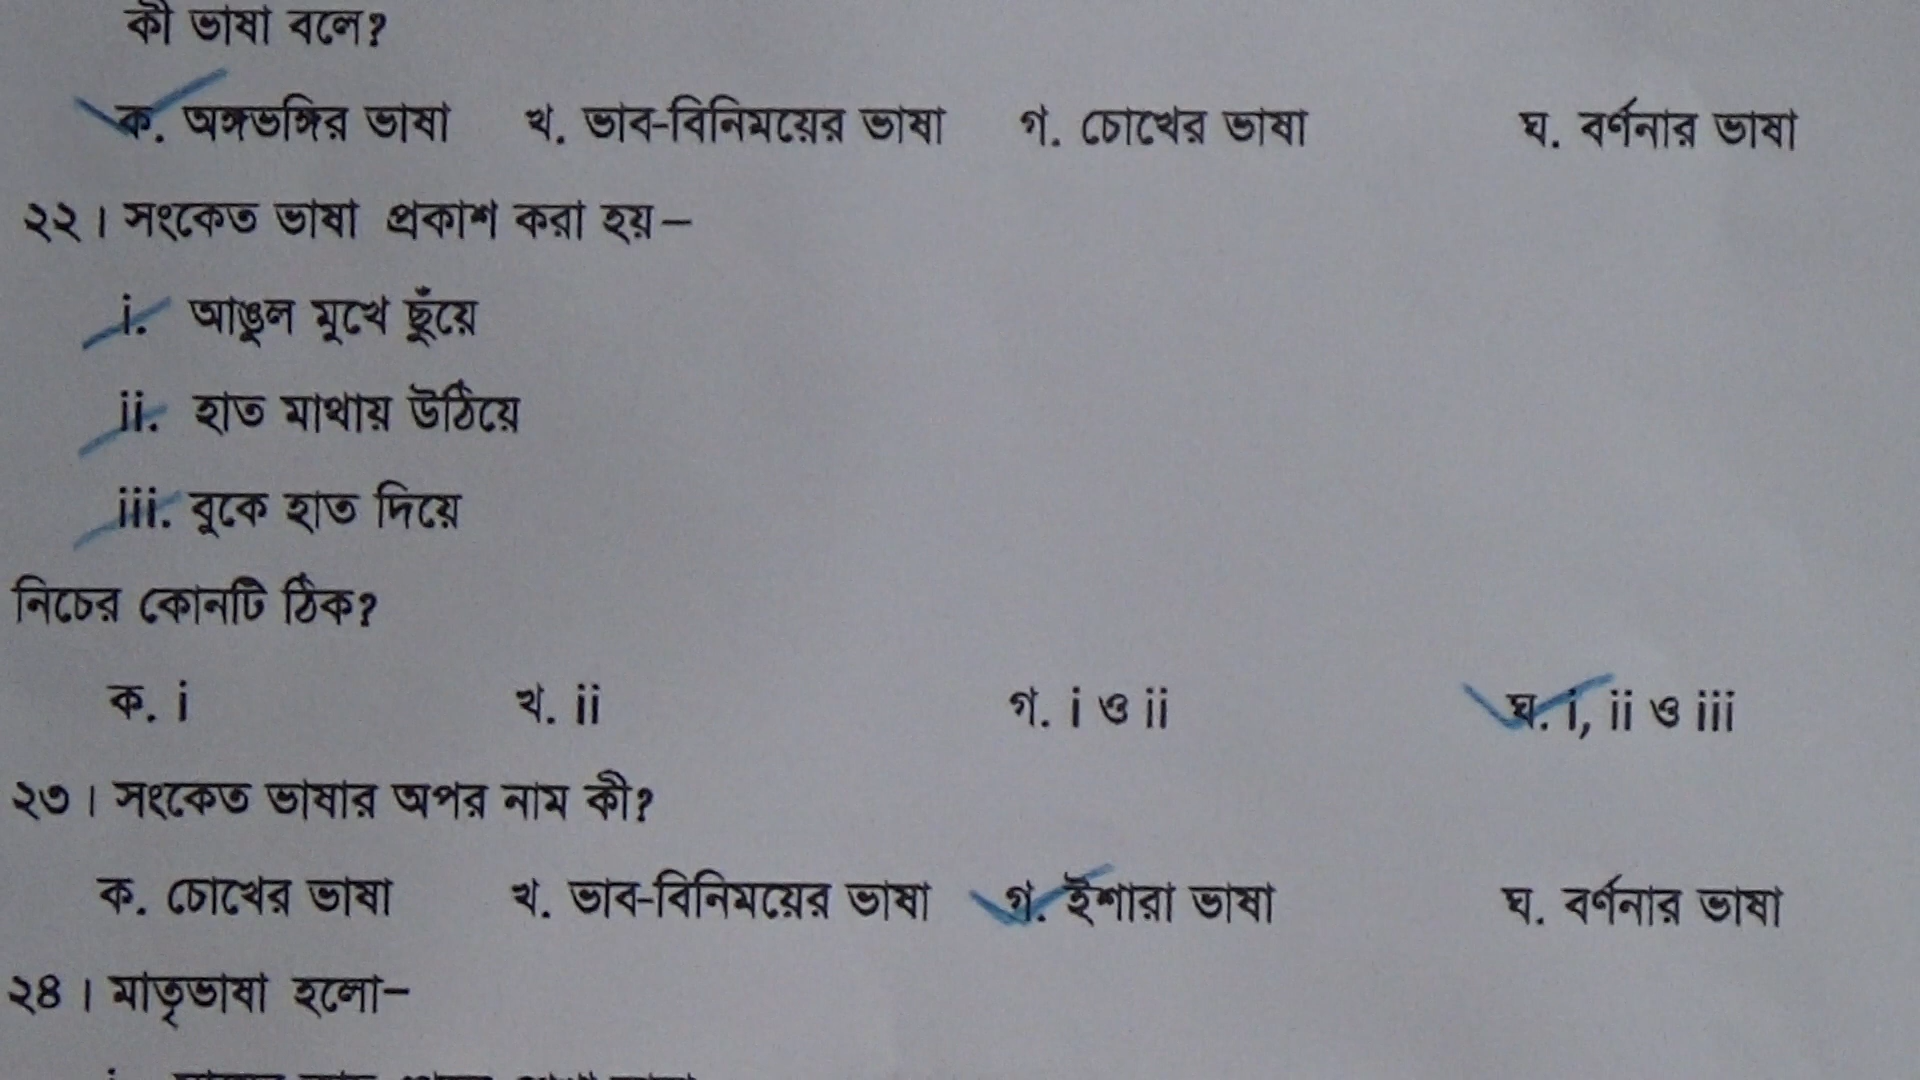 কী ভাষা বলে?
ক. অঙ্গভঙ্গির ভাষা খ. ভাব-বিনিময়ের ভাষা গ. চোখের ভাষা ঘ. বর্ণনার ভাষা
২২। সংকেত ভাষা প্রকাশ করা হয়–
i. আঙুল মুখে ছুঁয়ে
ii. হাত মাথায় উঠিয়ে
iii. বুকে হাত দিয়ে
নিচের কোনটি ঠিক?
ক. i খ. ii গ. i ও ii ঘ. i, ii ও iii
২৩। সংকেত ভাষার অপর নাম কী?
ক. চোখের ভাষা খ. ভাব-বিনিময়ের ভাষা গ. ইশারা ভাষা ঘ. বর্ণনার ভাষা
২৪। মাতৃভাষা হলো–